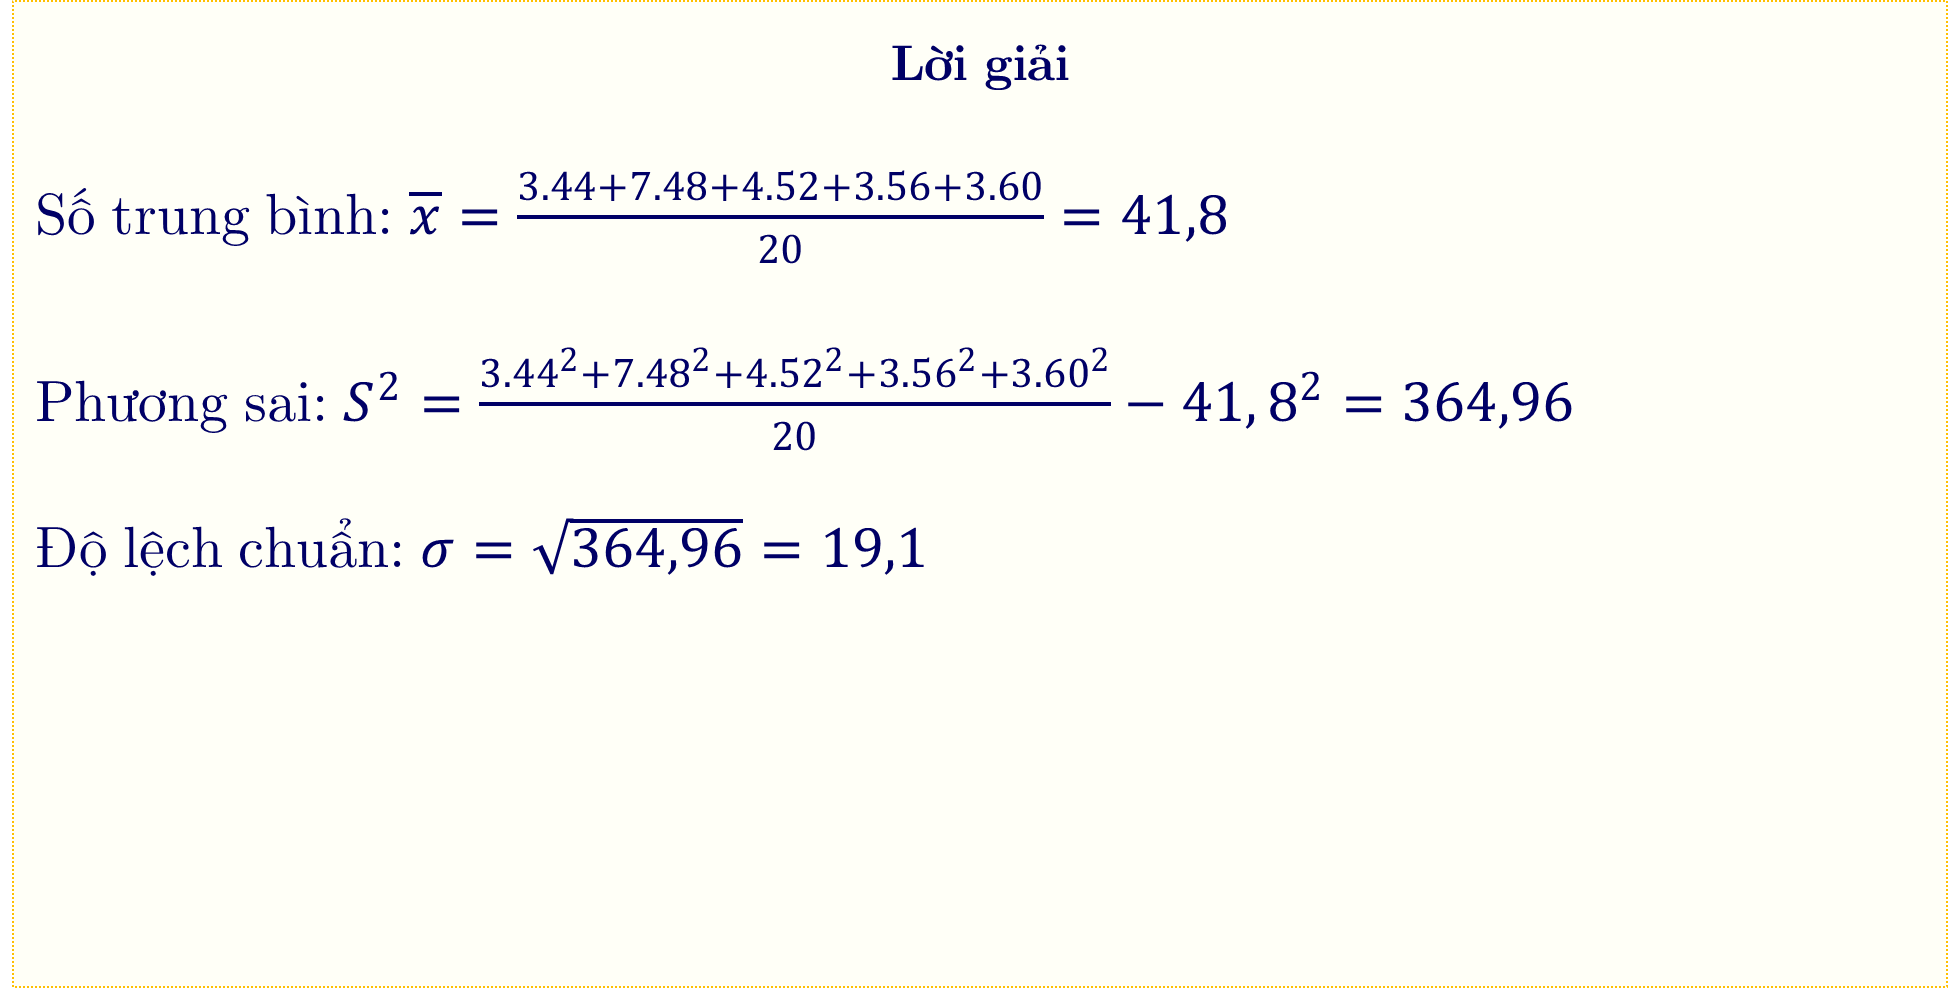 Lời giải
Số trung bình: x̅ = (3.44+7.48+4.52+3.56+3.60)/20 = 41,8
Phương sai: S² = (3.44²+7.48²+4.52²+3.56²+3.60²)/20 − 41, 8² = 364,96
Độ lệch chuẩn: σ = √364,96 = 19,1